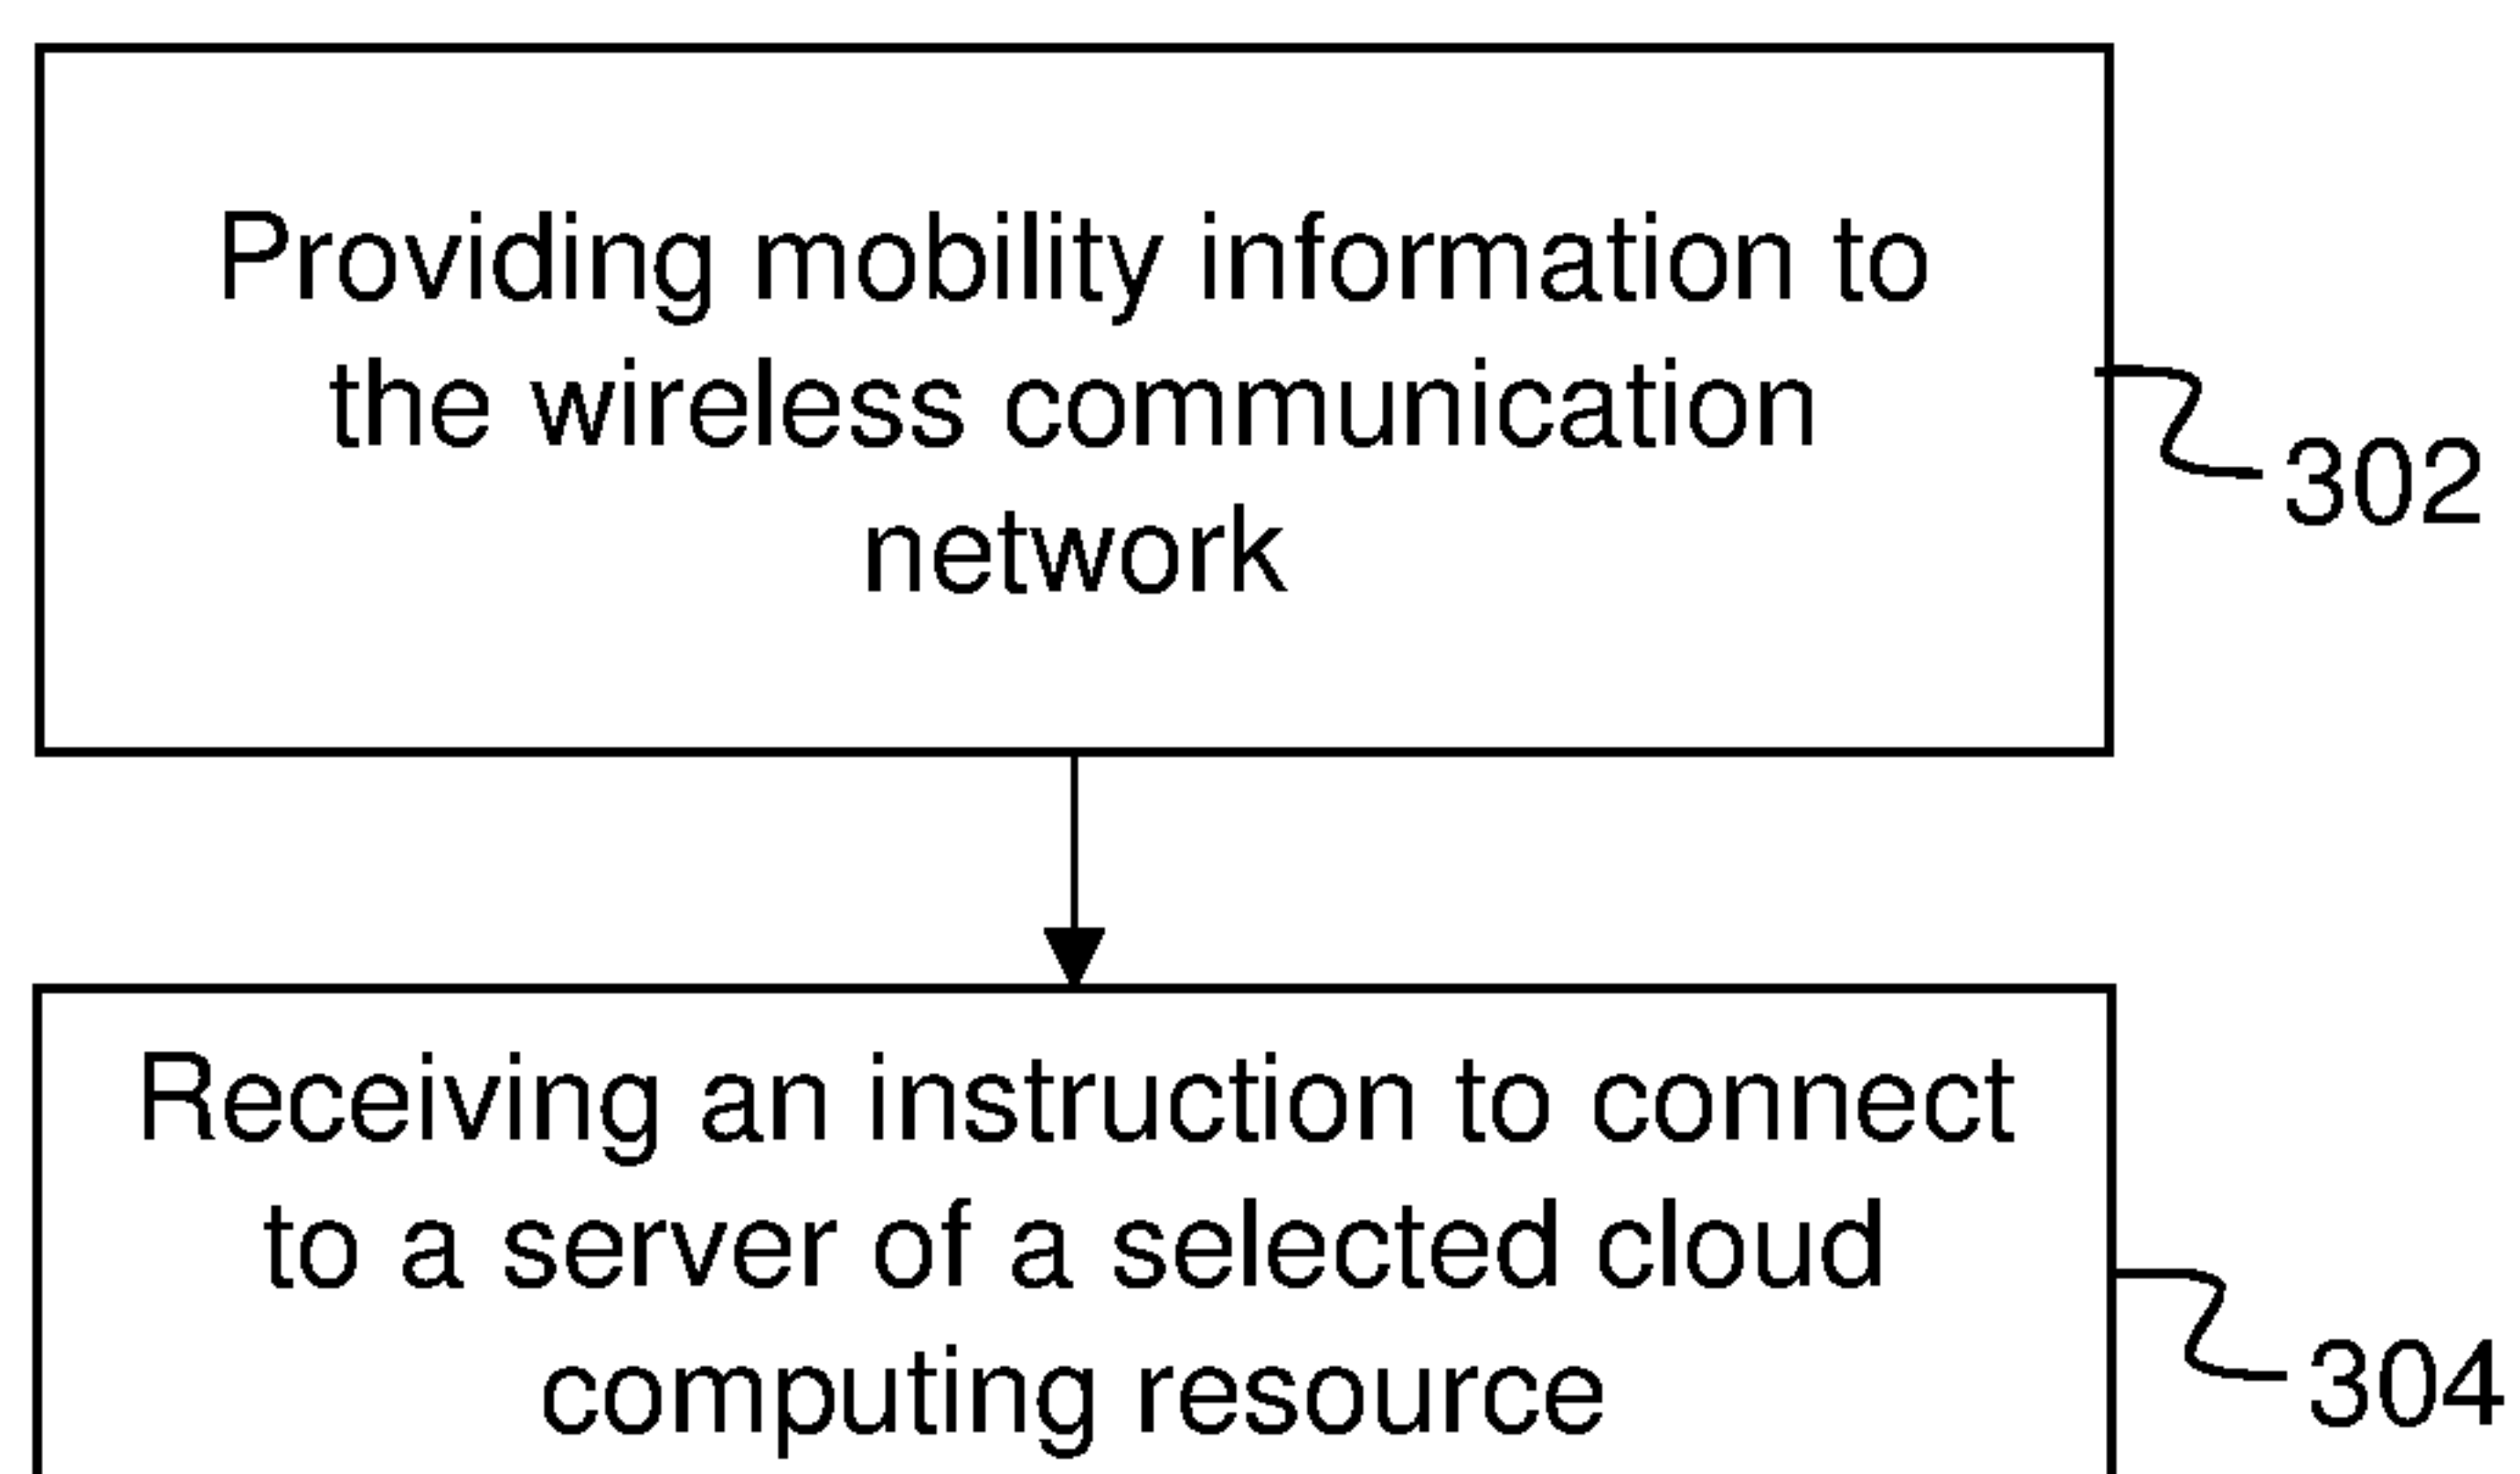 Providing mobility information to
the wireless communication
network
302
Receiving an instruction to connect
to a server of a selected cloud
computing resource
304